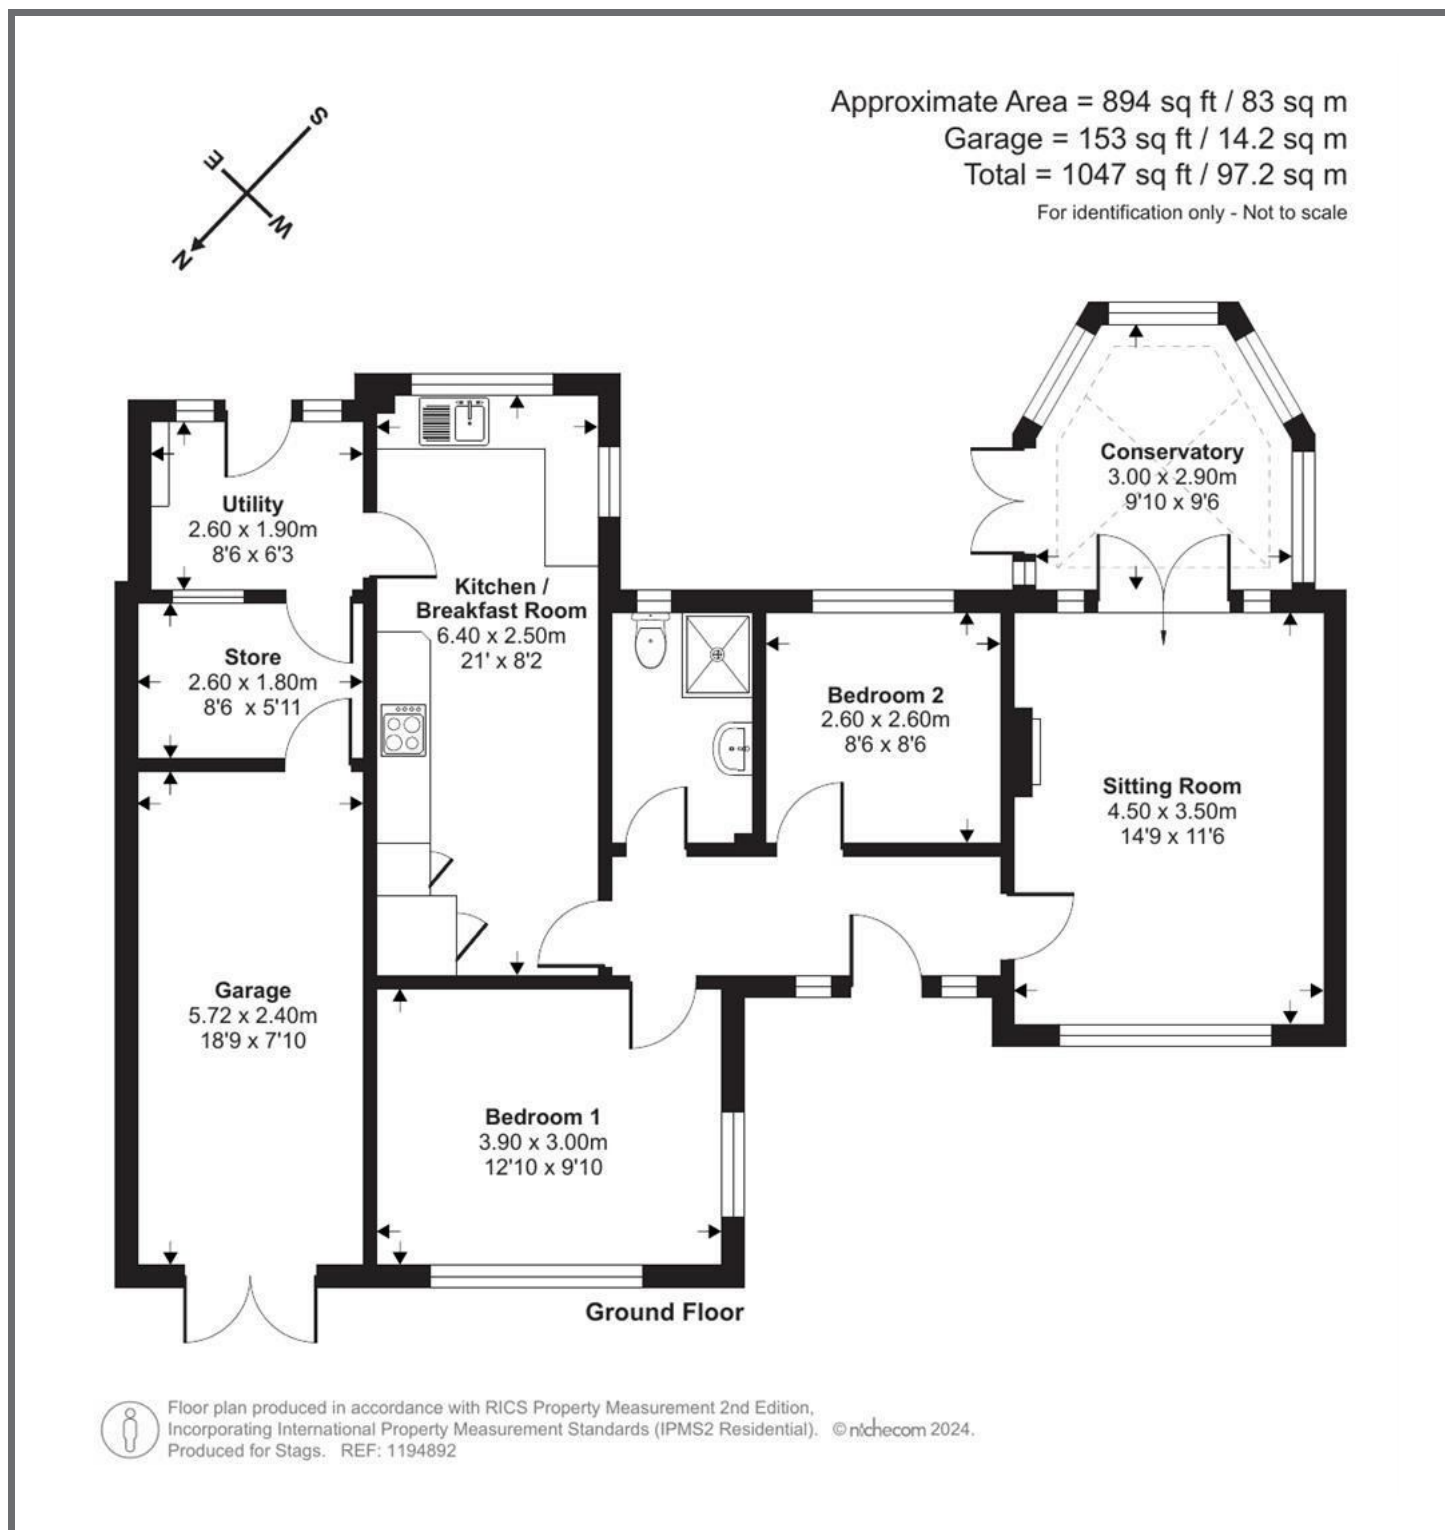 Approximate Area = 894 sq ft / 83 sq m
Garage = 153 sq ft / 14.2 sq m
Total = 1047 sq ft / 97.2 sq m
For identification only - Not to scale
S
E
W
N
Conservatory
3.00 x 2.90m
9'10 x 9'6
Utility
2.60 x 1.90m
8'6 x 6'3
Kitchen /
Breakfast Room
6.40 x 2.50m
21' x 8'2
Store
2.60 x 1.80m
8'6 x 5'11
Bedroom 2
2.60 x 2.60m
8'6 x 8'6
Sitting Room
4.50 x 3.50m
14'9 x 11'6
Garage
5.72 x 2.40m
18'9 x 7'10
Bedroom 1
3.90 x 3.00m
12'10 x 9'10
Ground Floor
Floor plan produced in accordance with RICS Property Measurement 2nd Edition,
Incorporating International Property Measurement Standards (IPMS2 Residential). © nichecom 2024.
Produced for Stags. REF: 1194892